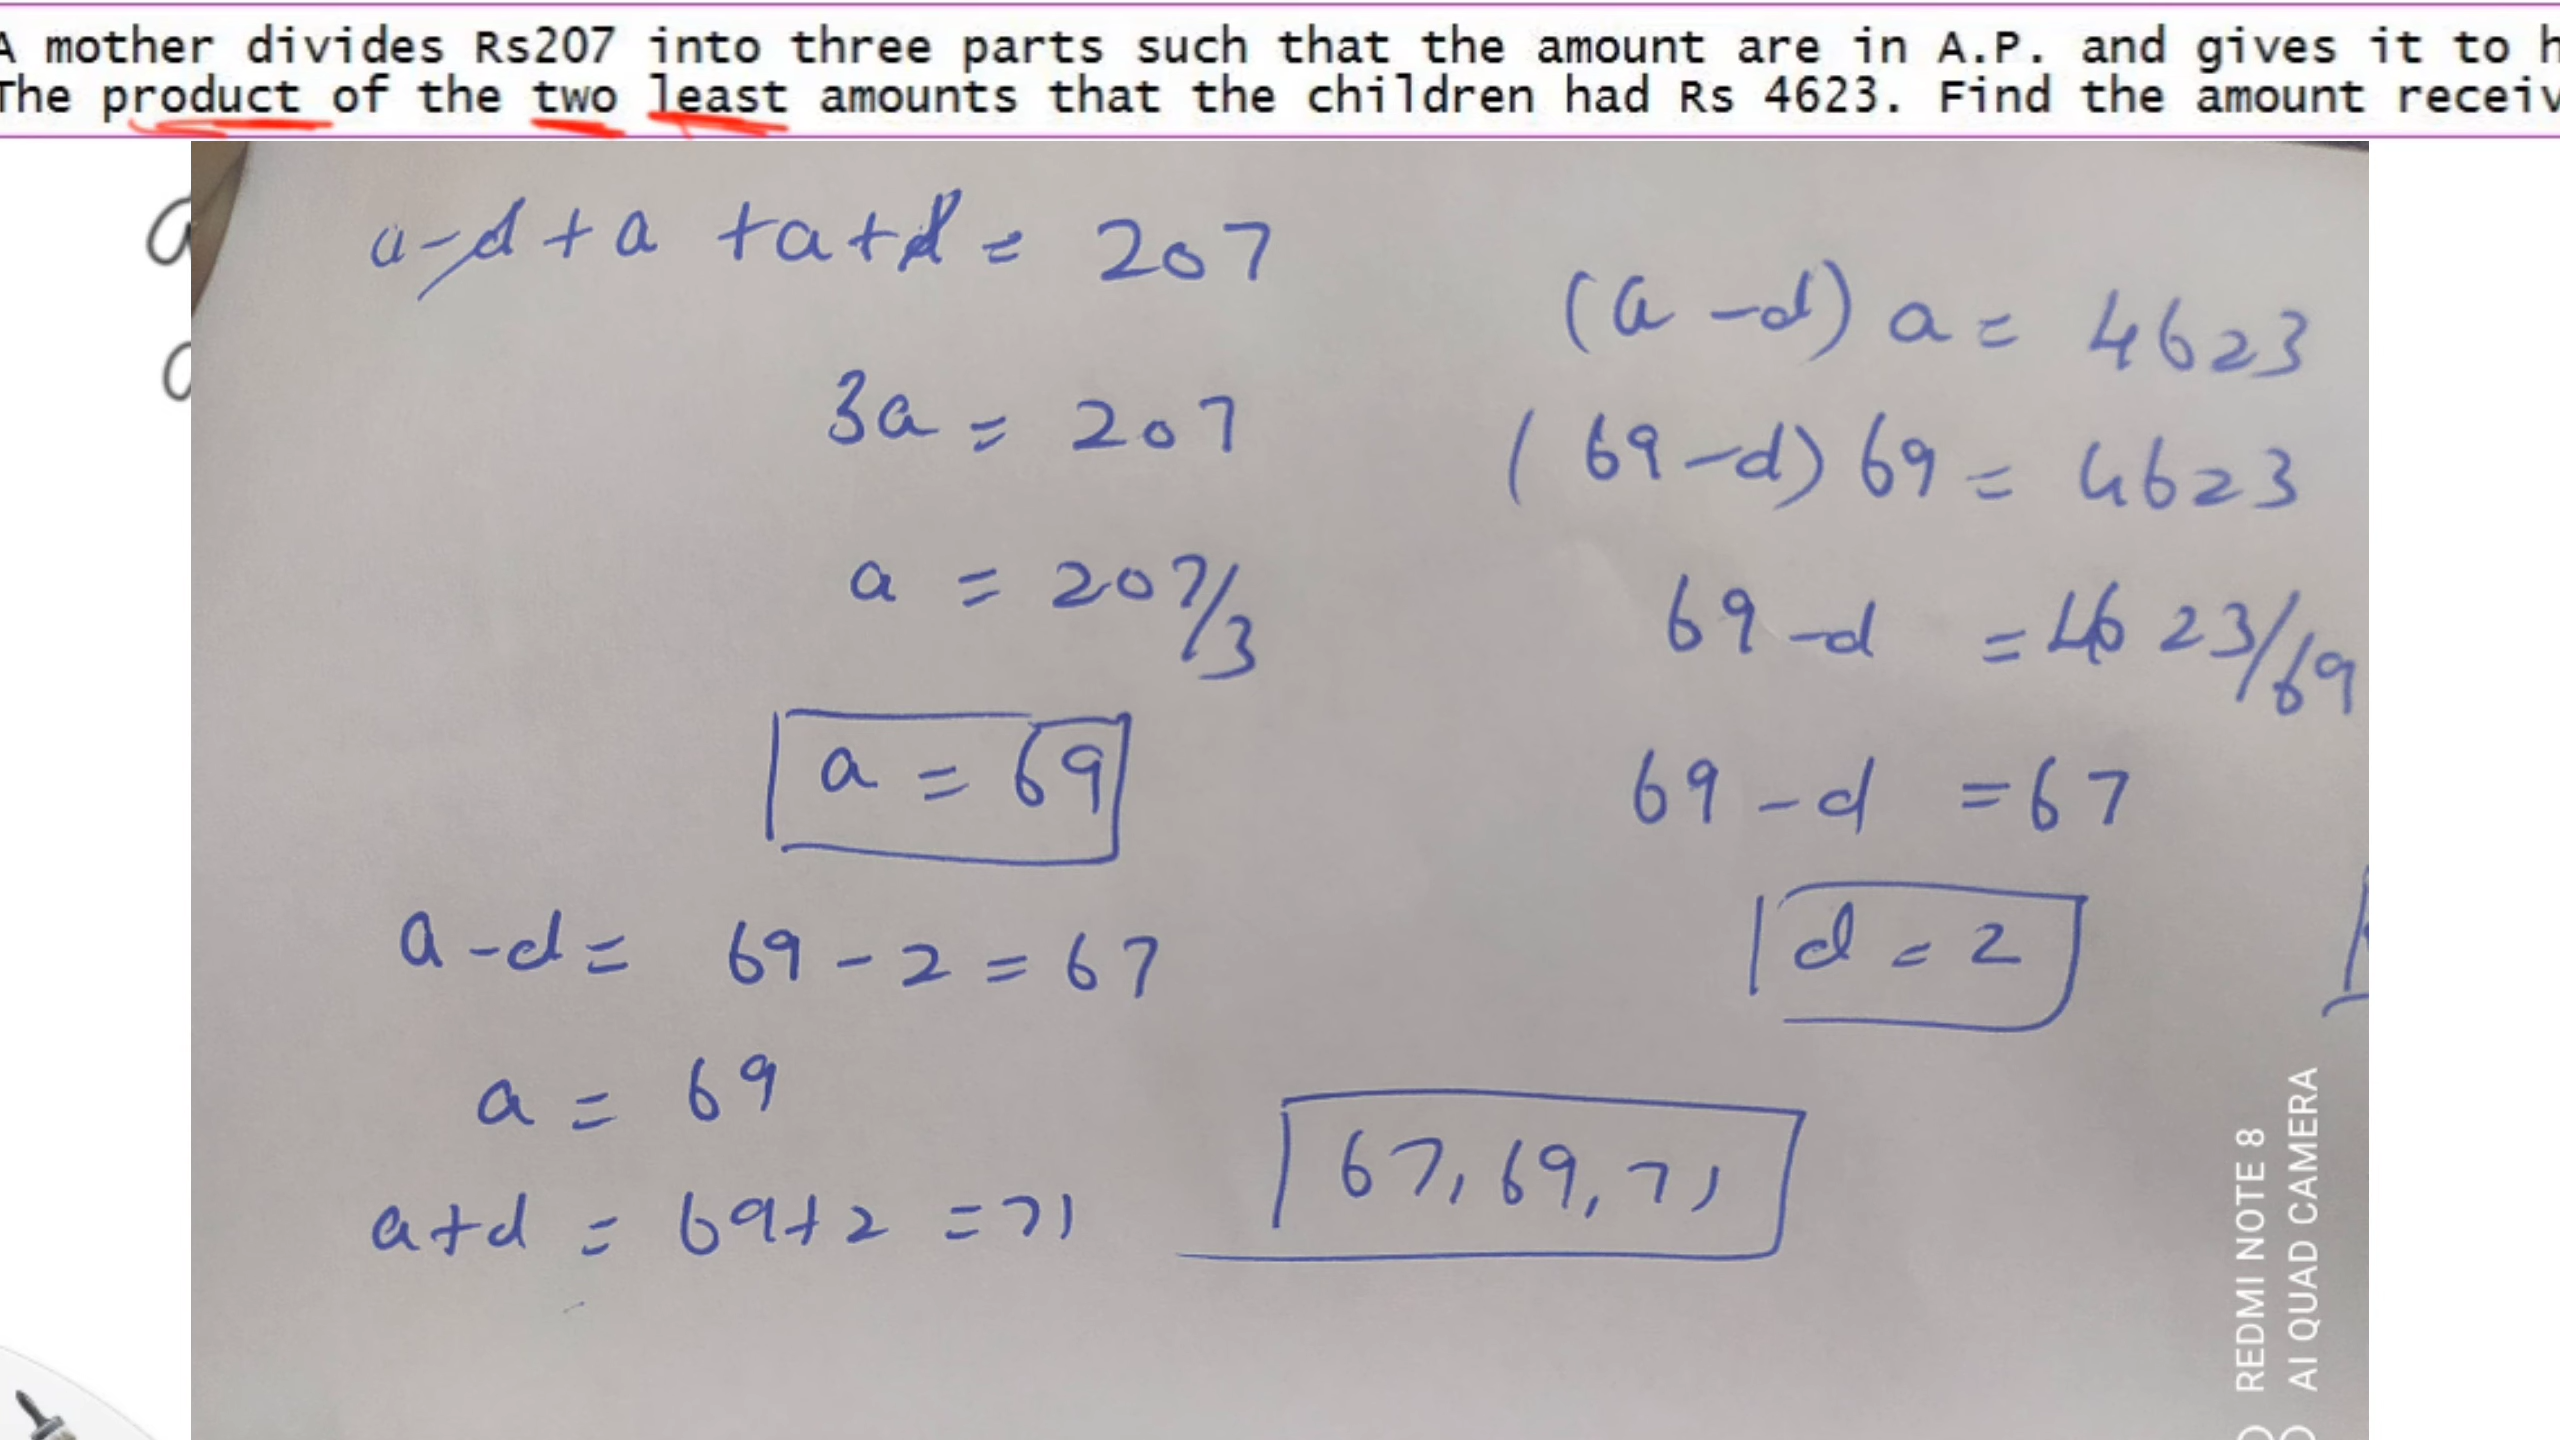 A mother divides Rs207 into three parts such that the amount are in A.P. and gives it to h
The product of the two least amounts that the children had Rs 4623. Find the amount receiv
a-d+a +a+d = 207
3a = 207
a = 207/3
a = 69
a-d = 69 - 2 = 67
a = 69
a+d = 69+2 = 71
(a-d) a = 4623
(69-d) 69 = 4623
69-d = 4623/69
69-d = 67
d = 2
67, 69, 71
REDMI NOTE 8
AI QUAD CAMERA